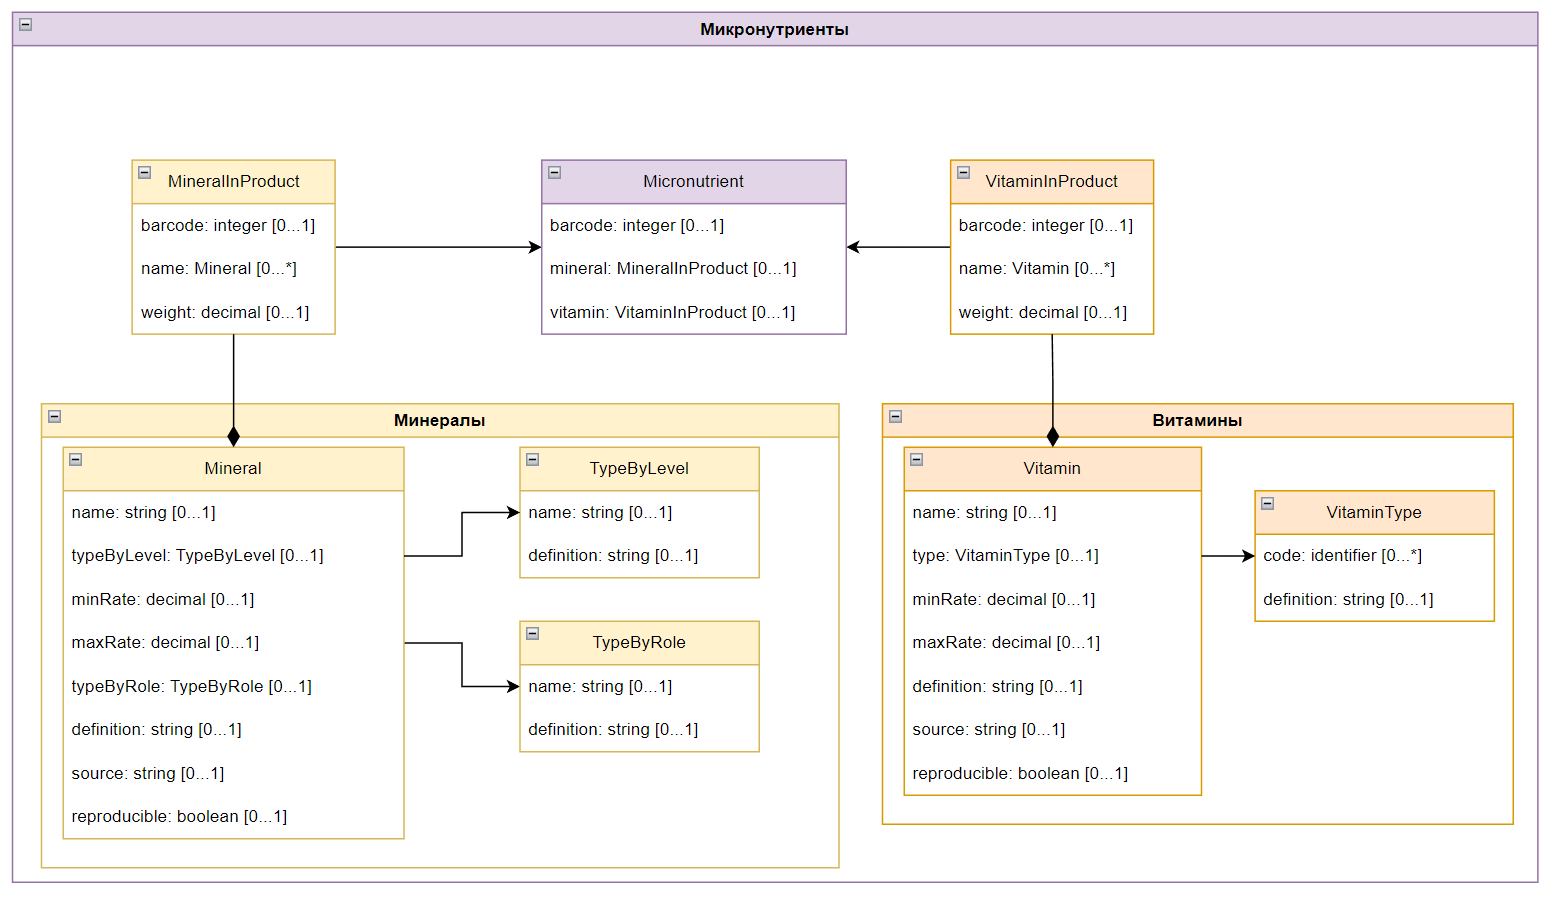 Микронутриенты
MineralInProduct
barcode: integer [0...1]
name: Mineral [0...*]
weight: decimal [0...1]
Micronutrient
barcode: integer [0...1]
mineral: MineralInProduct [0...1]
vitamin: VitaminInProduct [0...1]
VitaminInProduct
barcode: integer [0...1]
name: Vitamin [0...*]
weight: decimal [0...1]
Минералы
Mineral
name: string [0...1]
typeByLevel: TypeByLevel [0...1]
minRate: decimal [0...1]
maxRate: decimal [0...1]
typeByRole: TypeByRole [0...1]
definition: string [0...1]
source: string [0...1]
reproducible: boolean [0...1]
TypeByLevel
name: string [0...1]
definition: string [0...1]
TypeByRole
name: string [0...1]
definition: string [0...1]
Витамины
Vitamin
name: string [0...1]
type: VitaminType [0...1]
minRate: decimal [0...1]
maxRate: decimal [0...1]
definition: string [0...1]
source: string [0...1]
reproducible: boolean [0...1]
VitaminType
code: identifier [0...*]
definition: string [0...1]